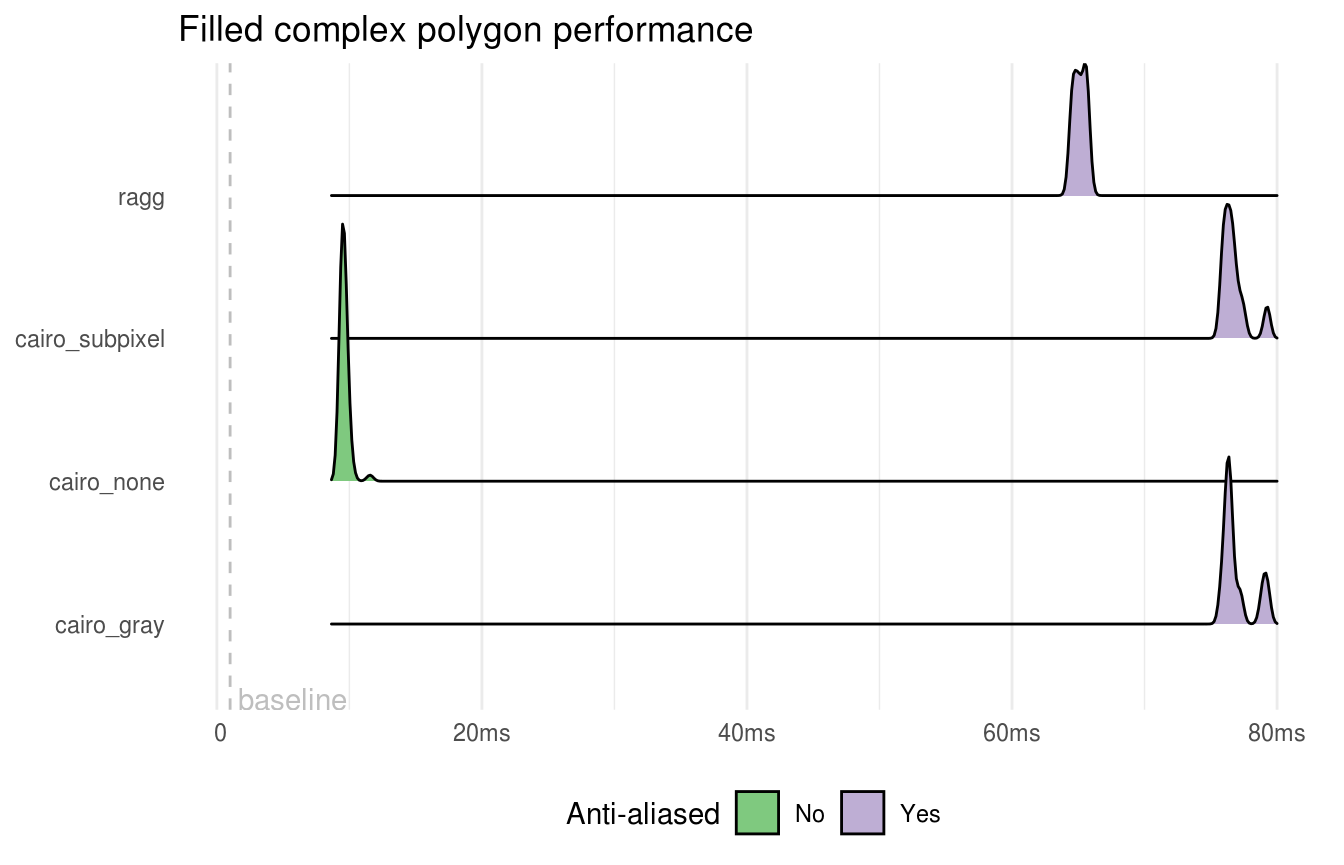 Filled complex polygon performance
ragg
cairo_subpixel
cairo_none
cairo_gray
baseline
0 20ms 40ms 60ms 80ms
Anti-aliased No Yes